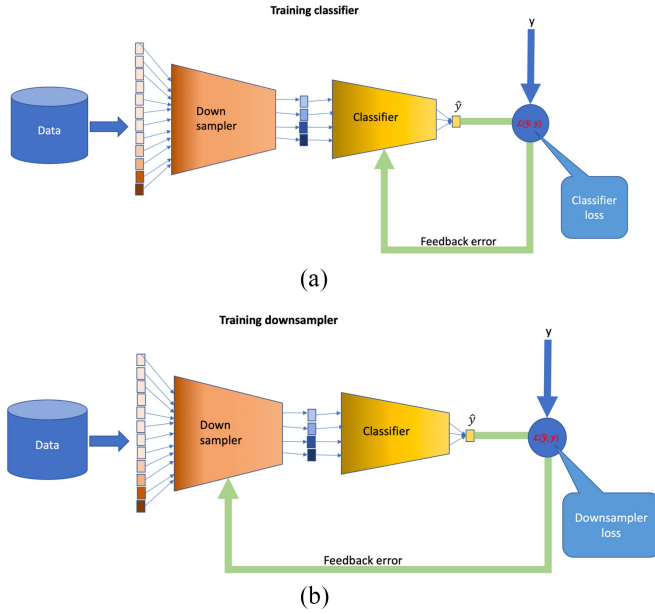 Training classifier
y
Data
Down
sampler
Classifier
ŷ
ℒ(ŷ, y)
Classifier
loss
Feedback error
(a)
Training downsampler
y
Data
Down
sampler
Classifier
ŷ
ℒ(ŷ, y)
Downsampler
loss
Feedback error
(b)